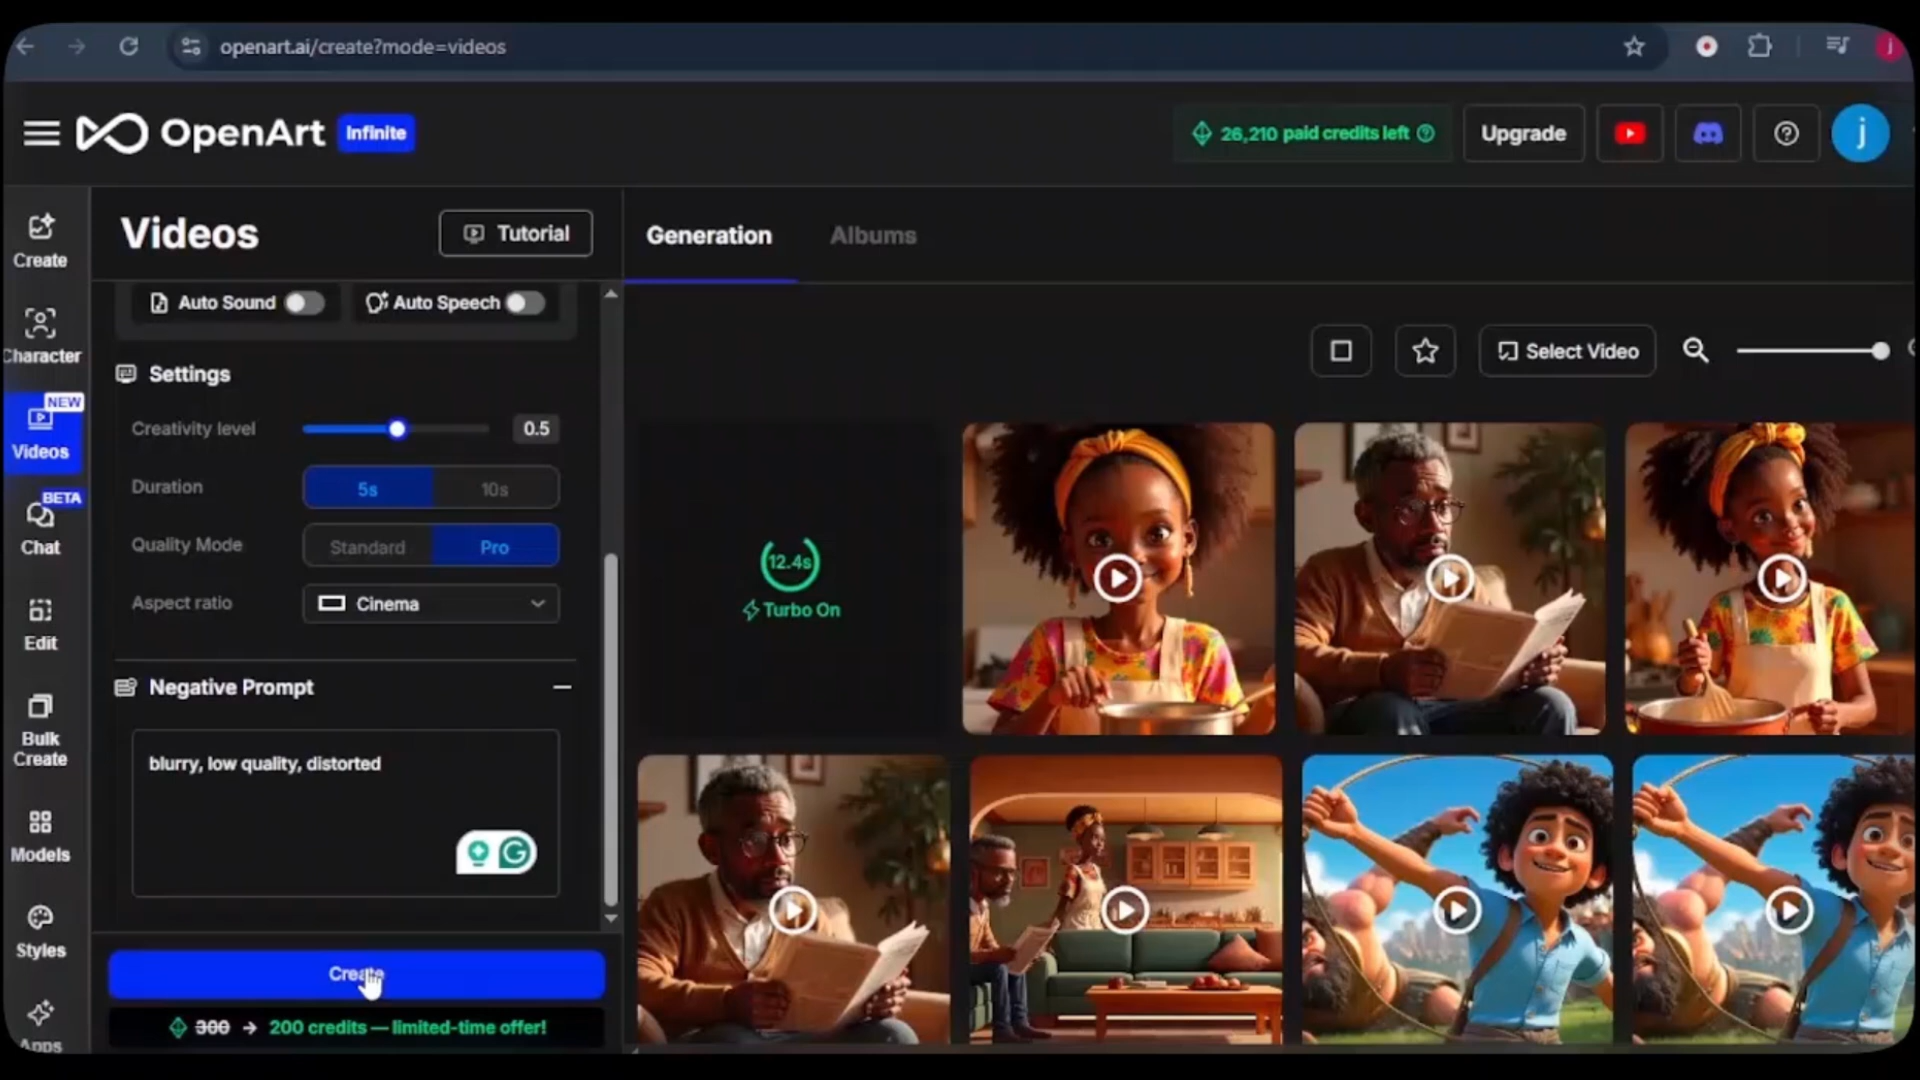 openart.ai/create?mode=videos
j
OpenArt
Infinite
26,210 paid credits left
Upgrade
j
Create
Character
NEW
Videos
BETA
Chat
Edit
Bulk
Create
Models
Styles
Apps
Videos
Tutorial
Auto Sound
Auto Speech
Settings
Creativity level
0.5
Duration
5s
10s
Quality Mode
Standard
Pro
Aspect ratio
Cinema
Negative Prompt
blurry, low quality, distorted
Create
300 → 200 credits — limited-time offer!
Generation
Albums
Select Video
12.4s
Turbo On